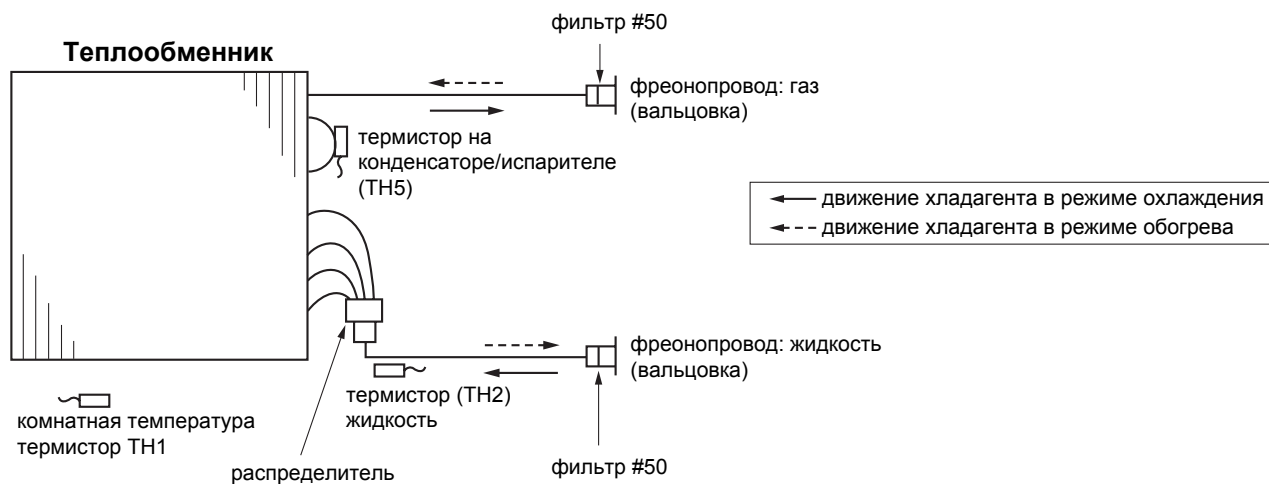 фильтр #50
Теплообменник
фреонопровод: газ
(вальцовка)
термистор на
конденсаторе/испарителе
(TH5)
движение хладагента в режиме охлаждения
движение хладагента в режиме обогрева
фреонопровод: жидкость
(вальцовка)
термистор (TH2)
жидкость
комнатная температура
термистор TH1
распределитель
фильтр #50